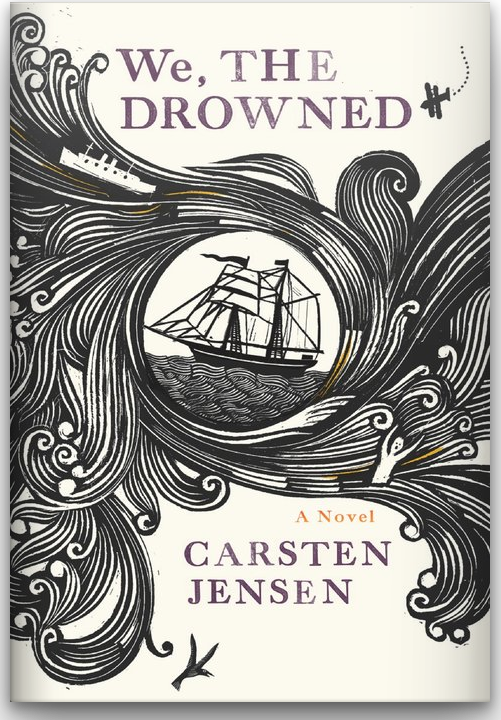 We, THE
DROWNED
A Novel
CARSTEN
JENSEN